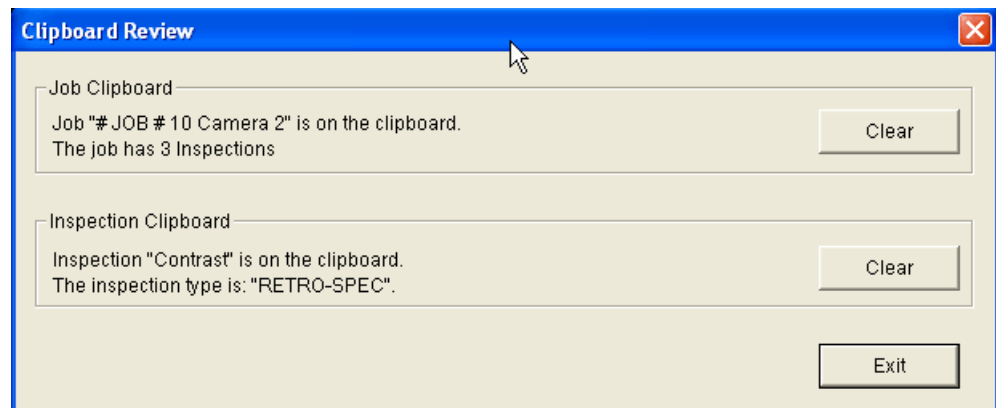 Clipboard Review
Job Clipboard
Job "# JOB # 10 Camera 2" is on the clipboard.
The job has 3 Inspections
Clear
Inspection Clipboard
Inspection "Contrast" is on the clipboard.
The inspection type is: "RETRO-SPEC".
Clear
Exit